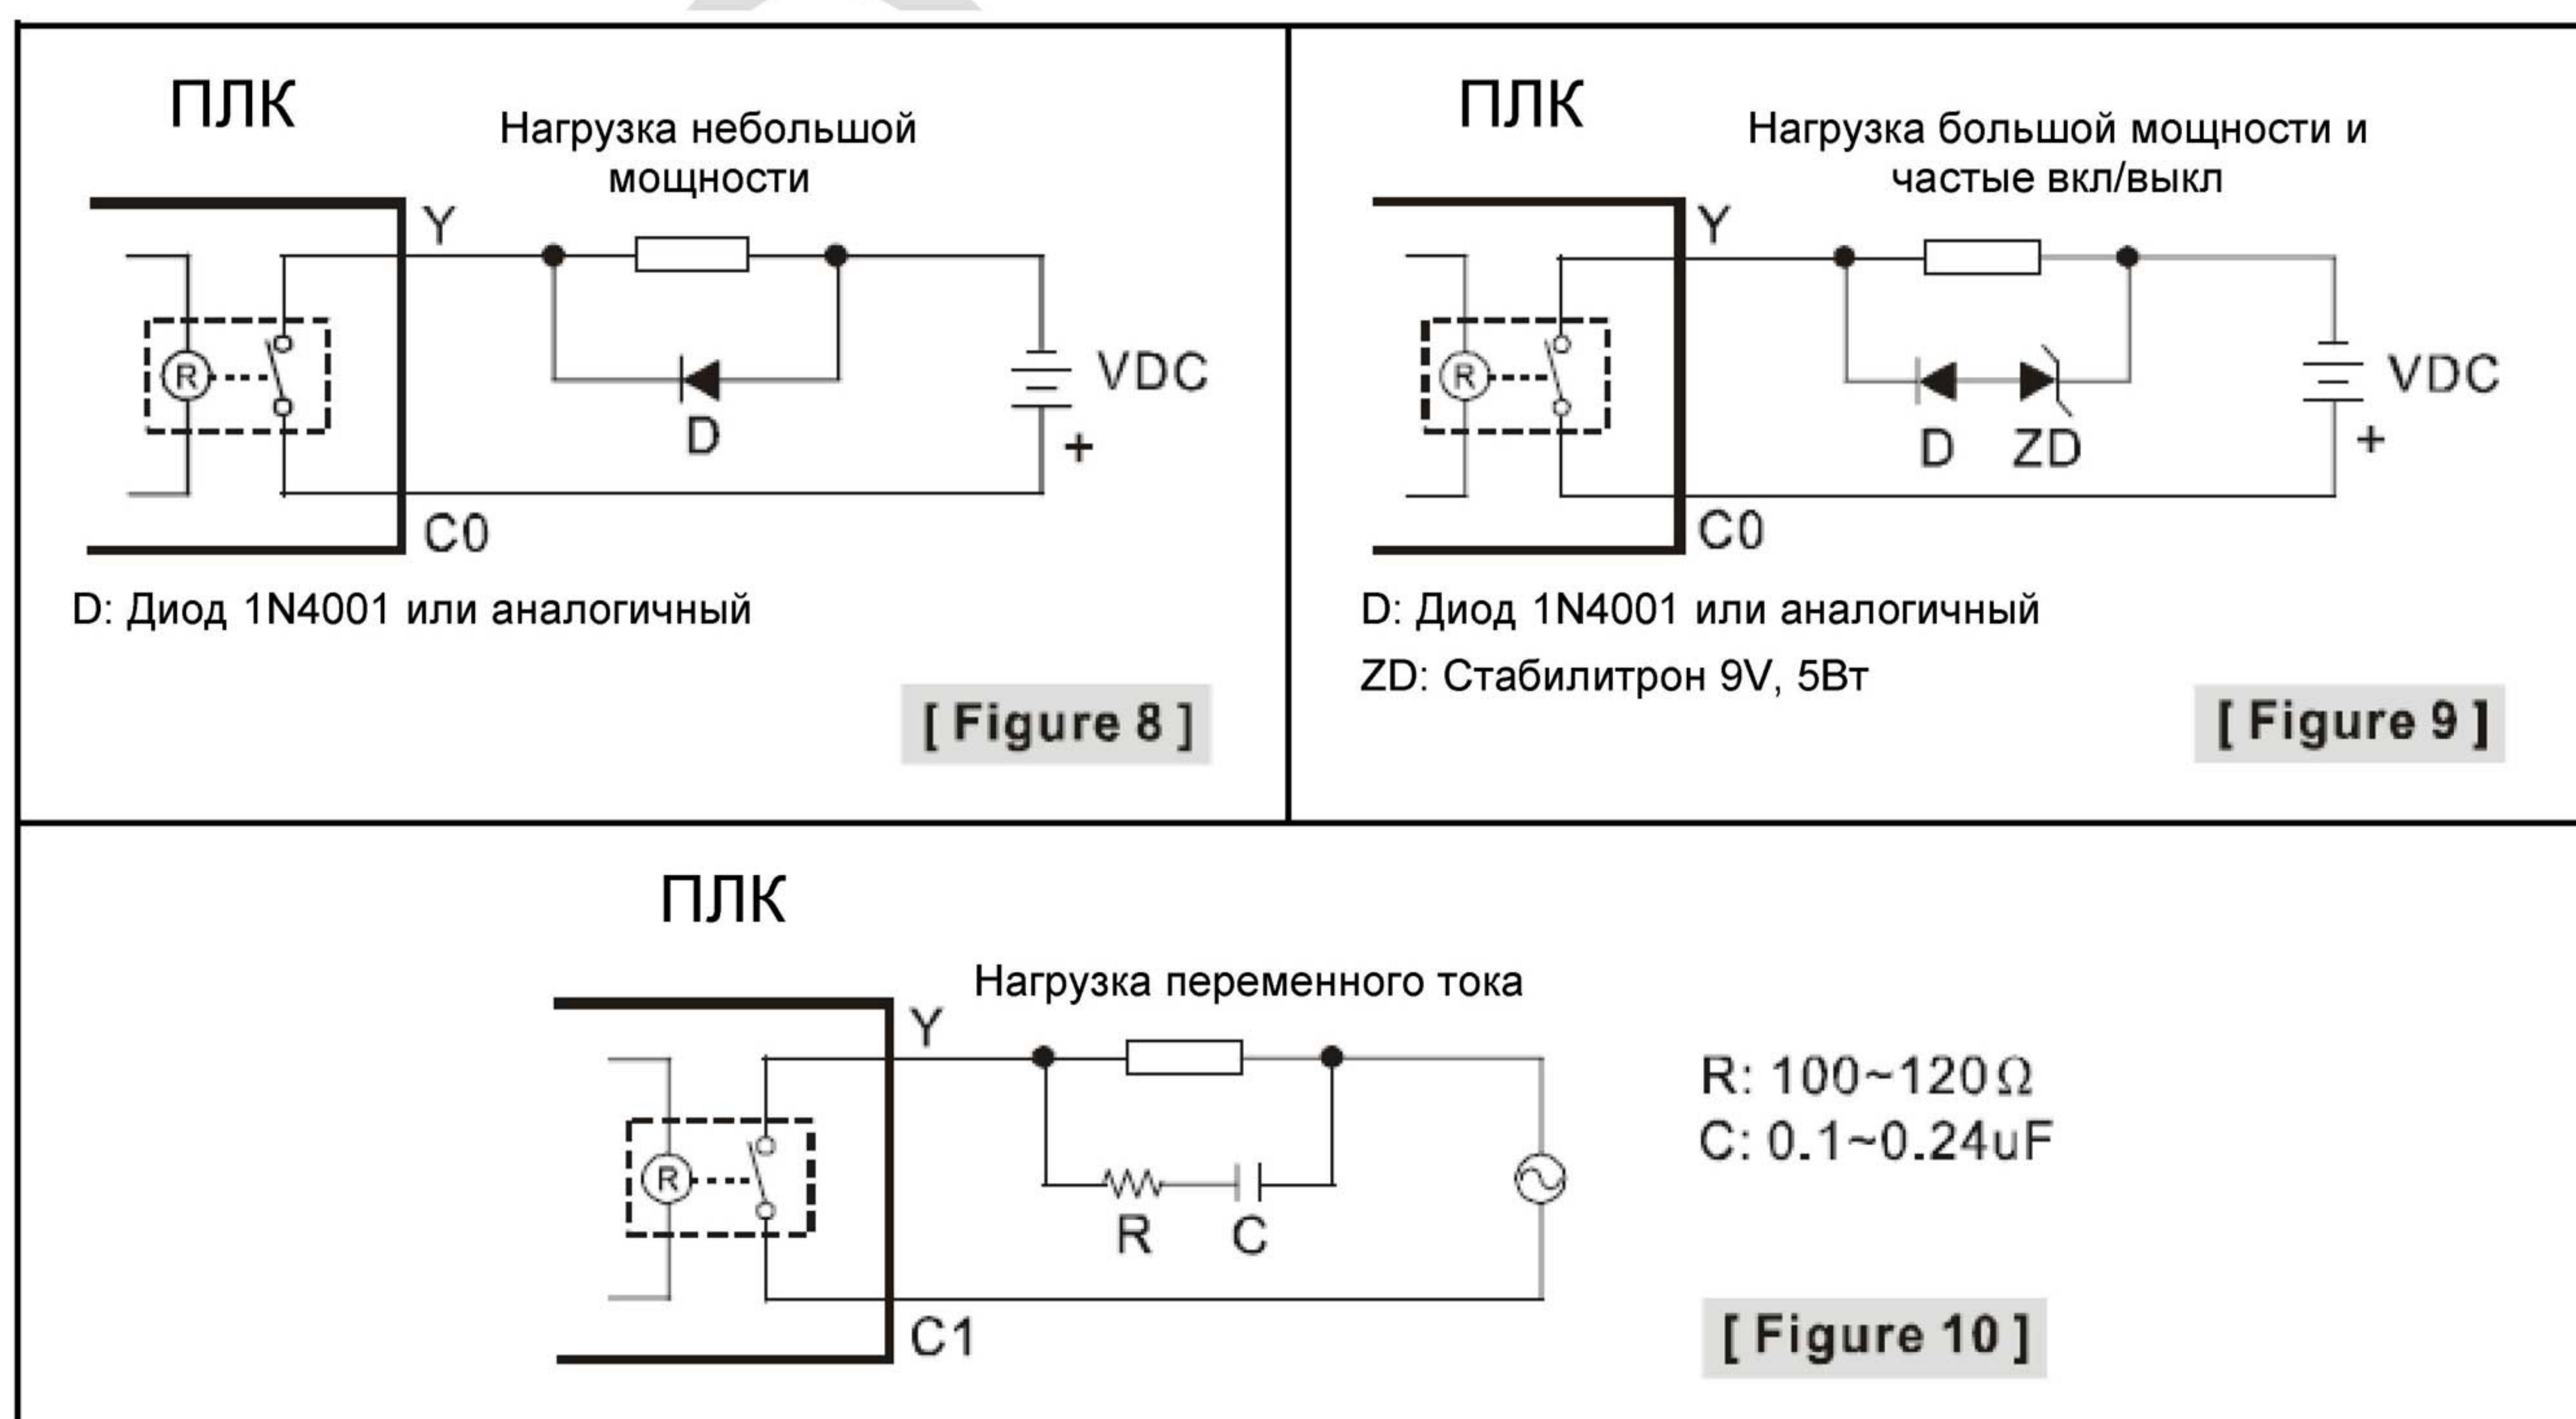 ПЛК
Нагрузка небольшой
мощности
Y
R
VDC
D
+
C0
D: Диод 1N4001 или аналогичный
[ Figure 8 ]
ПЛК
Нагрузка большой мощности и
частые вкл/выкл
Y
R
VDC
D ZD
+
C0
D: Диод 1N4001 или аналогичный
ZD: Стабилитрон 9V, 5Вт
[ Figure 9 ]
ПЛК
Нагрузка переменного тока
Y
R
R C
C1
R: 100~120Ω
C: 0.1~0.24uF
[ Figure 10 ]